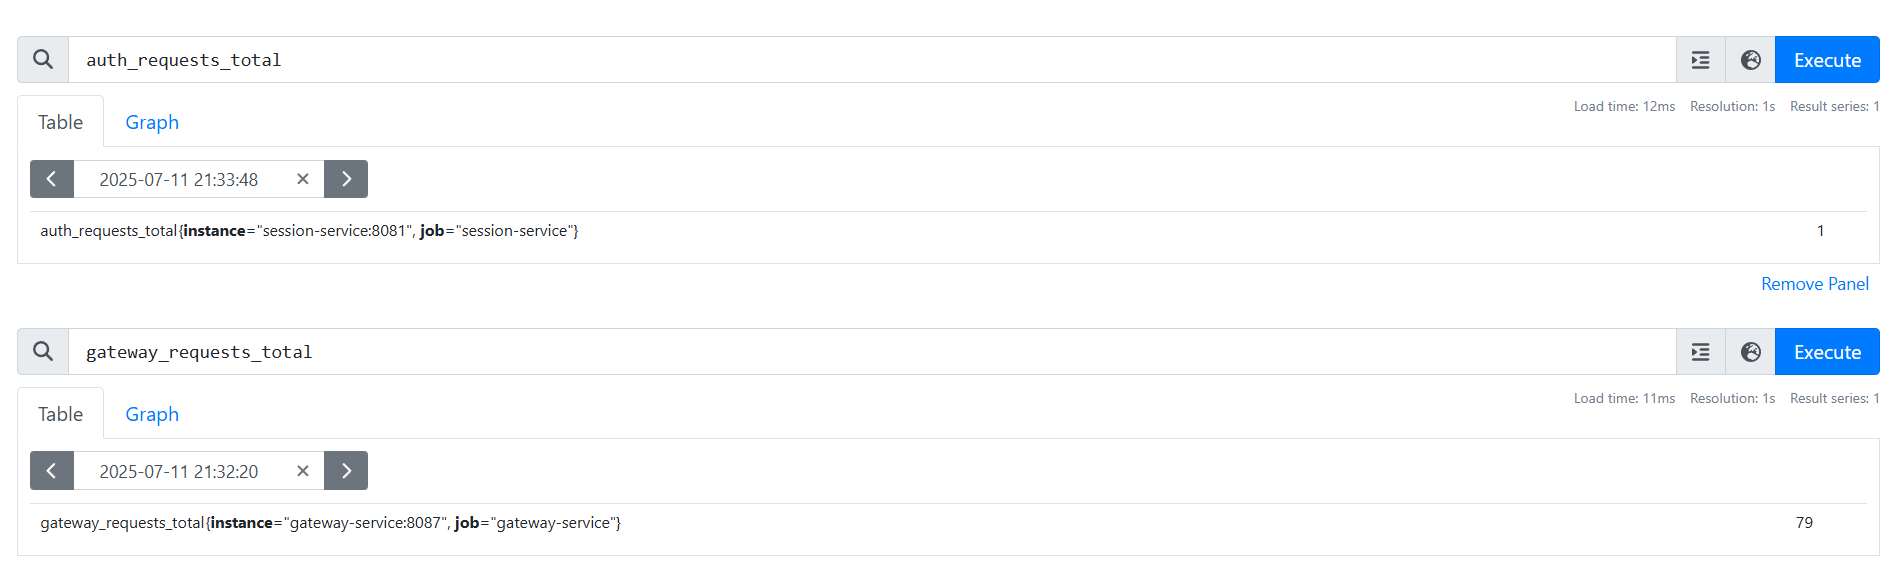 auth_requests_total
Execute
Table
Graph
Load time: 12ms Resolution: 1s Result series: 1
2025-07-11 21:33:48
auth_requests_total{instance="session-service:8081", job="session-service"} 1
Remove Panel
gateway_requests_total
Execute
Table
Graph
Load time: 11ms Resolution: 1s Result series: 1
2025-07-11 21:32:20
gateway_requests_total{instance="gateway-service:8087", job="gateway-service"} 79